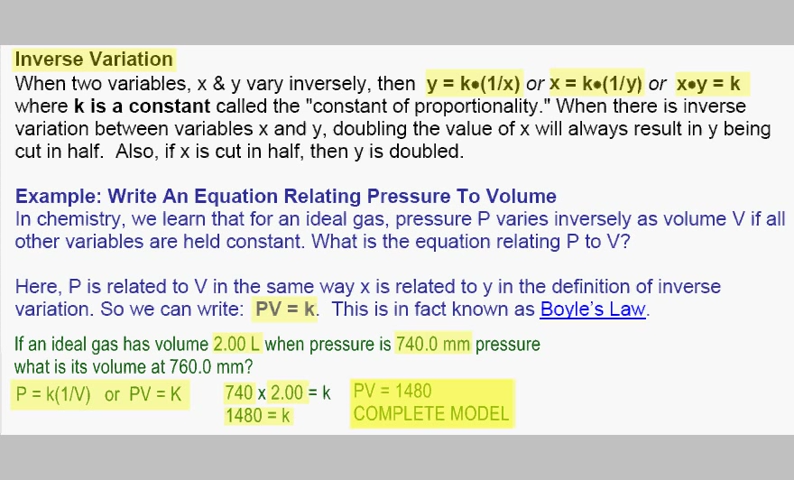 Inverse Variation
When two variables, x & y vary inversely, then y = k•(1/x) or x = k•(1/y) or x•y = k
where k is a constant called the "constant of proportionality." When there is inverse
variation between variables x and y, doubling the value of x will always result in y being
cut in half. Also, if x is cut in half, then y is doubled.
Example: Write An Equation Relating Pressure To Volume
In chemistry, we learn that for an ideal gas, pressure P varies inversely as volume V if all
other variables are held constant. What is the equation relating P to V?
Here, P is related to V in the same way x is related to y in the definition of inverse
variation. So we can write: PV = k. This is in fact known as Boyle's Law.
If an ideal gas has volume 2.00 L when pressure is 740.0 mm pressure
what is its volume at 760.0 mm?
P = k(1/V) or PV = K 740 x 2.00 = k PV = 1480
1480 = k COMPLETE MODEL